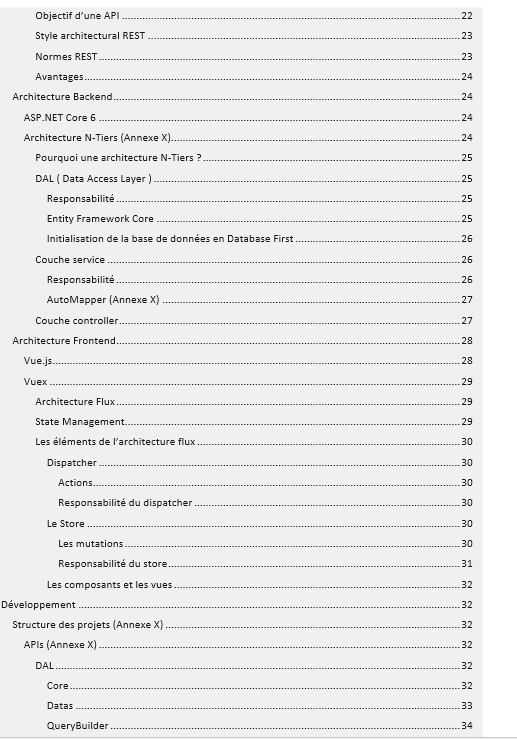 Objectif d'une API ........ 22
Style architectural REST ........ 23
Normes REST ........ 23
Avantages ........ 24
Architecture Backend ........ 24
ASP.NET Core 6 ........ 24
Architecture N-Tiers (Annexe X) ........ 24
Pourquoi une architecture N-Tiers ? ........ 25
DAL ( Data Access Layer ) ........ 25
Responsabilité ........ 25
Entity Framework Core ........ 25
Initialisation de la base de données en Database First ........ 26
Couche service ........ 26
Responsabilité ........ 26
AutoMapper (Annexe X) ........ 27
Couche controller ........ 27
Architecture Frontend ........ 28
Vue.js ........ 28
Vuex ........ 29
Architecture Flux ........ 29
State Management ........ 29
Les éléments de l'architecture flux ........ 30
Dispatcher ........ 30
Actions ........ 30
Responsabilité du dispatcher ........ 30
Le Store ........ 30
Les mutations ........ 30
Responsabilité du store ........ 31
Les composants et les vues ........ 32
Développement ........ 32
Structure des projets (Annexe X) ........ 32
APIs (Annexe X) ........ 32
DAL ........ 32
Core ........ 32
Datas ........ 33
QueryBuilder ........ 34